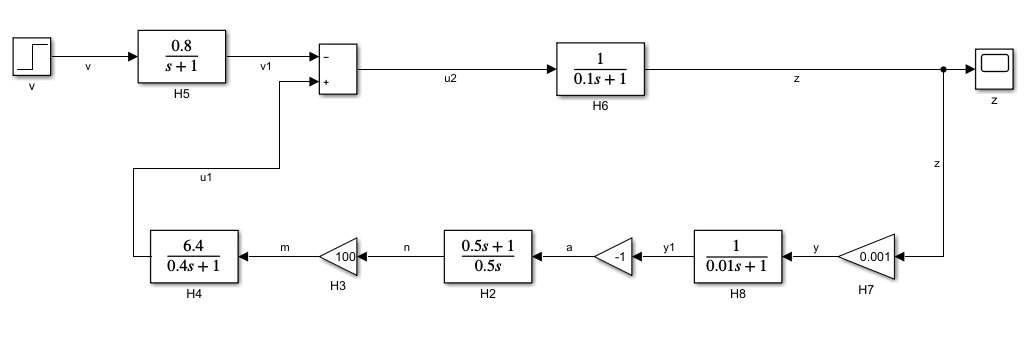 v
v
0.8
s + 1
H5
v1
−
+
u2
1
0.1s + 1
H6
z
z
z
u1
6.4
0.4s + 1
H4
m
100
H3
n
0.5s + 1
0.5s
H2
a
-1
y1
1
0.01s + 1
H8
y
0.001
H7